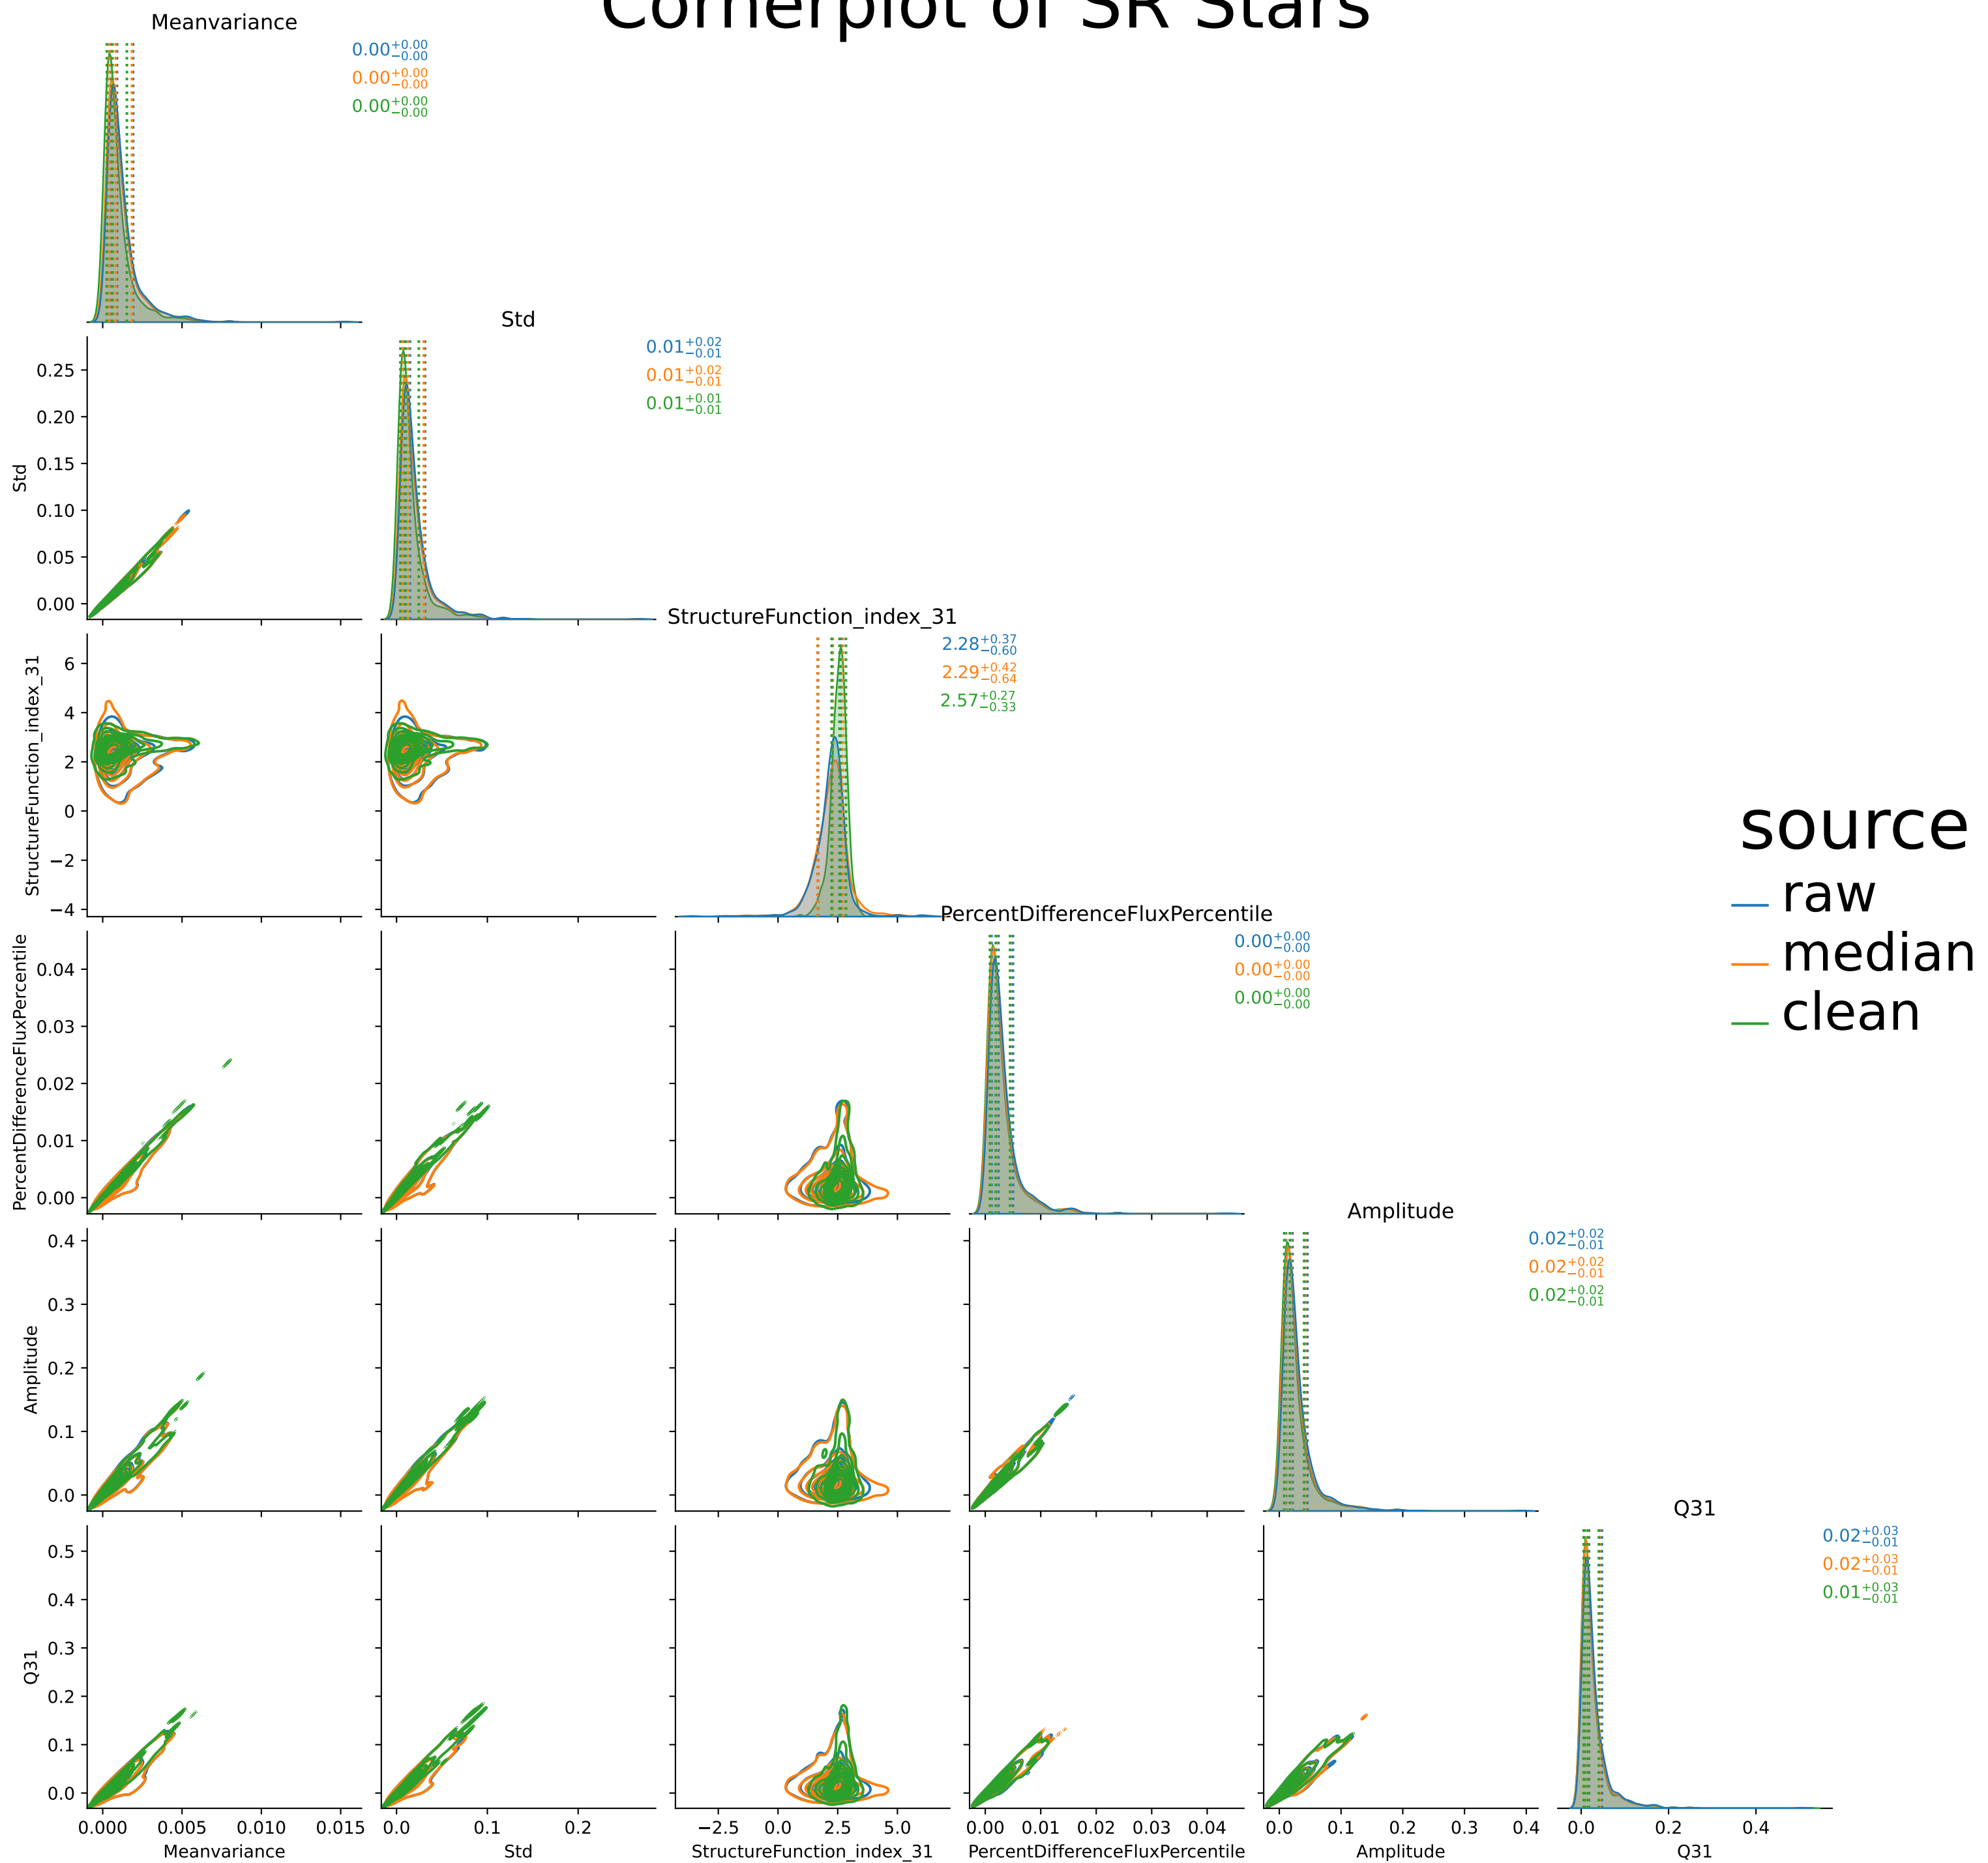 Cornerplot of SR Stars
Meanvariance
0.00+0.00−0.00
0.00+0.00−0.00
0.00+0.00−0.00
Std
0.01+0.02−0.01
0.01+0.02−0.01
0.01+0.01−0.01
0.25
0.20
0.15
0.10
0.05
0.00
Std
StructureFunction_index_31
2.28+0.37−0.60
2.29+0.42−0.64
2.57+0.27−0.33
6
4
2
0
−2
−4
StructureFunction_index_31
source
raw
median
clean
PercentDifferenceFluxPercentile
0.00+0.00−0.00
0.00+0.00−0.00
0.00+0.00−0.00
0.04
0.03
0.02
0.01
0.00
PercentDifferenceFluxPercentile
Amplitude
0.02+0.02−0.01
0.02+0.02−0.01
0.02+0.02−0.01
0.4
0.3
0.2
0.1
0.0
Amplitude
Q31
0.02+0.03−0.01
0.02+0.03−0.01
0.01+0.03−0.01
0.5
0.4
0.3
0.2
0.1
0.0
Q31
0.000 0.005 0.010 0.015 0.0 0.1 0.2 −2.5 0.0 2.5 5.0 0.00 0.01 0.02 0.03 0.04 0.0 0.1 0.2 0.3 0.4 0.0 0.2 0.4
Meanvariance Std StructureFunction_index_31 PercentDifferenceFluxPercentile Amplitude Q31